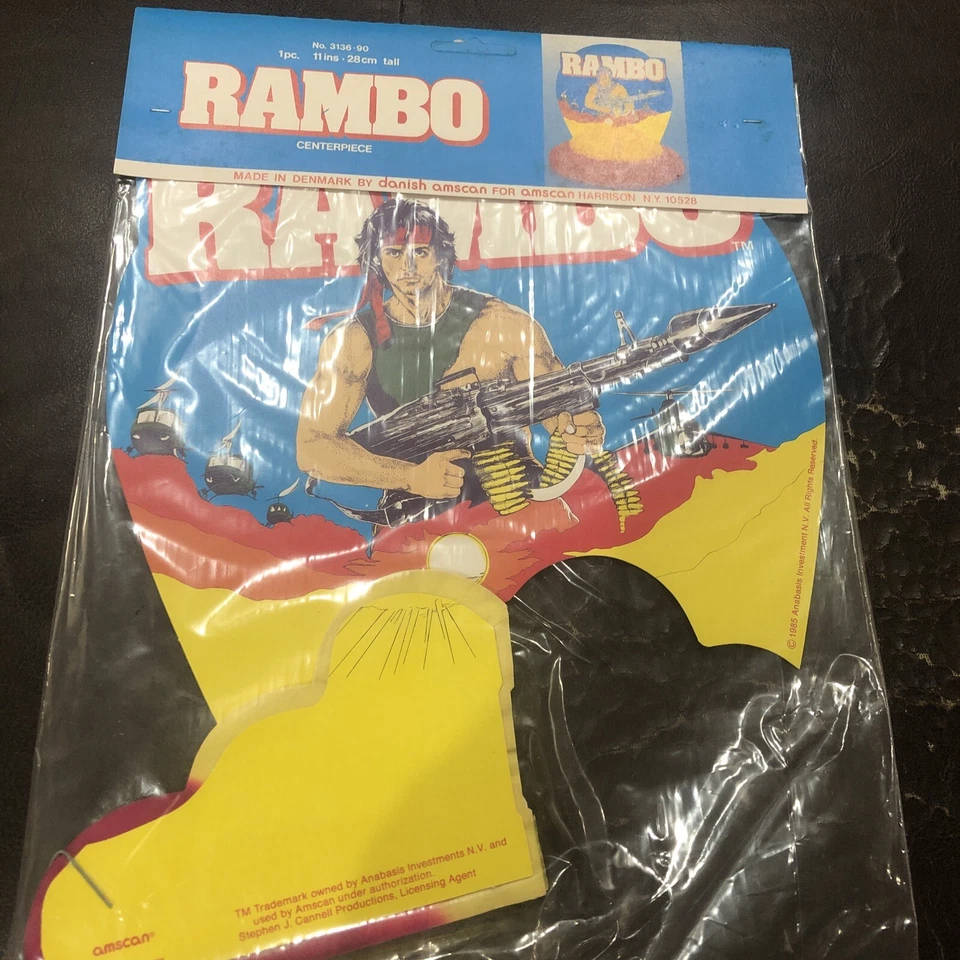 No. 3136-90
1pc. 11ins - 28cm tall
RAMBO
CENTERPIECE
RAMBO
MADE IN DENMARK BY danish amscan FOR amscan HARRISON N.Y. 10528
RAMBO
TM
© 1985 Anabasis Investment N.V. All Rights Reserved
TM Trademark owned by Anabasis Investments N.V. and
used by Amscan under authorization.
Stephen J. Cannell Productions, Licensing Agent
amscan®